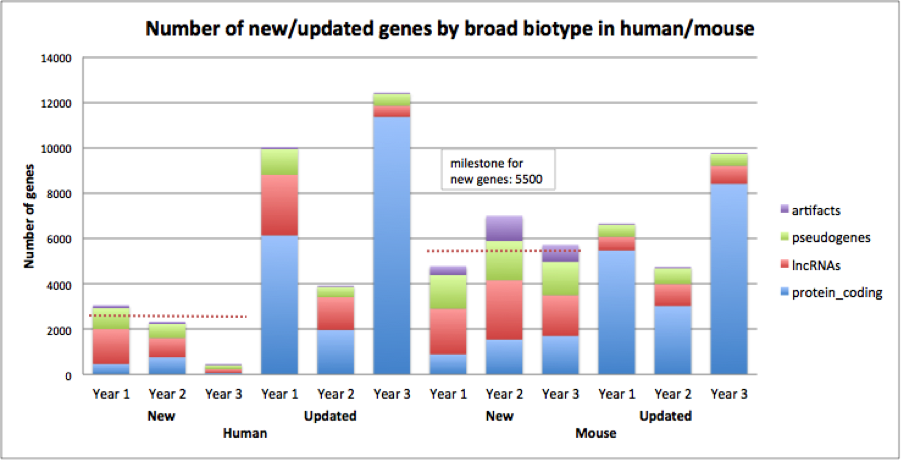 Number of new/updated genes by broad biotype in human/mouse
14000
12000
10000
8000
6000
4000
2000
0
Number of genes
milestone for
new genes: 5500
artifacts
pseudogenes
lncRNAs
protein_coding
Year 1 Year 2 Year 3 Year 1 Year 2 Year 3 Year 1 Year 2 Year 3 Year 1 Year 2 Year 3
New Updated New Updated
Human Mouse